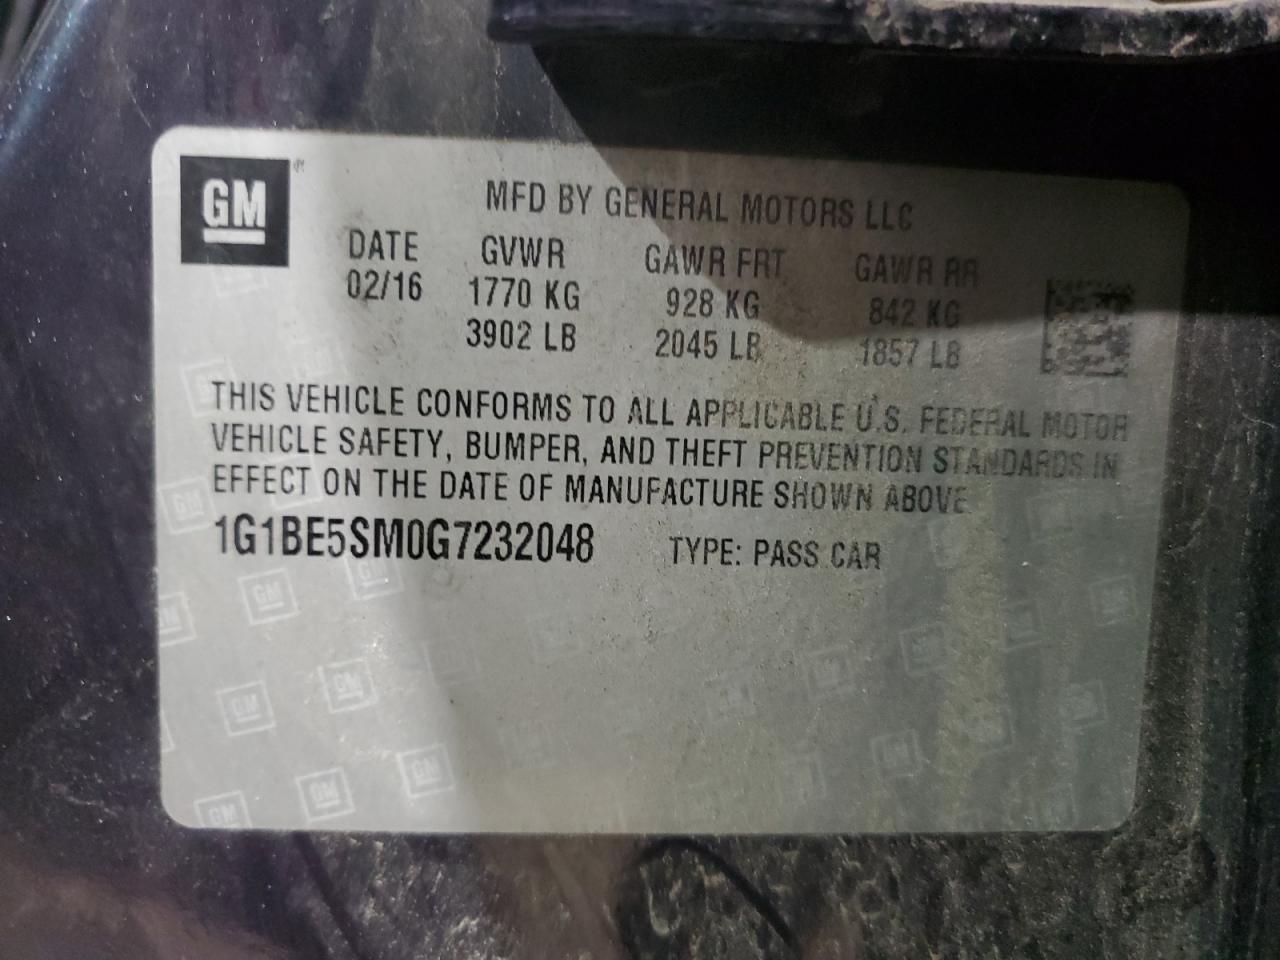 GM
MFD BY GENERAL MOTORS LLC
DATE GVWR GAWR FRT GAWR RR
02/16 1770 KG 928 KG 842 KG
3902 LB 2045 LB 1857 LB
THIS VEHICLE CONFORMS TO ALL APPLICABLE U.S. FEDERAL MOTOR
VEHICLE SAFETY, BUMPER, AND THEFT PREVENTION STANDARDS IN
EFFECT ON THE DATE OF MANUFACTURE SHOWN ABOVE
1G1BE5SM0G7232048 TYPE: PASS CAR